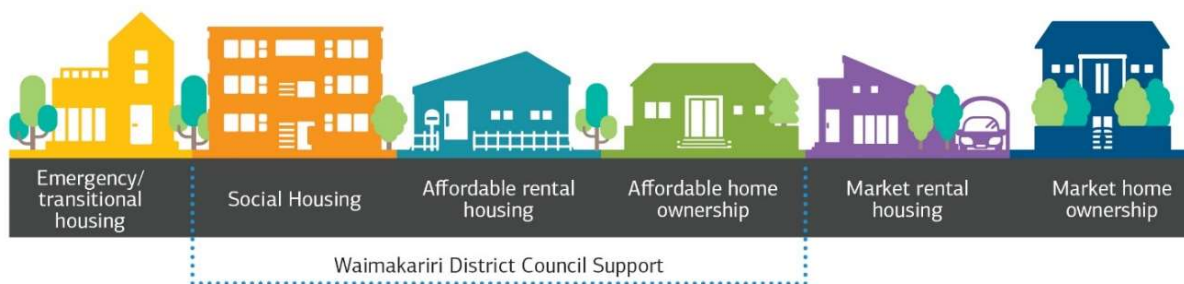 Emergency/
transitional
housing
Social Housing
Affordable rental
housing
Affordable home
ownership
Market rental
housing
Market home
ownership
Waimakariri District Council Support